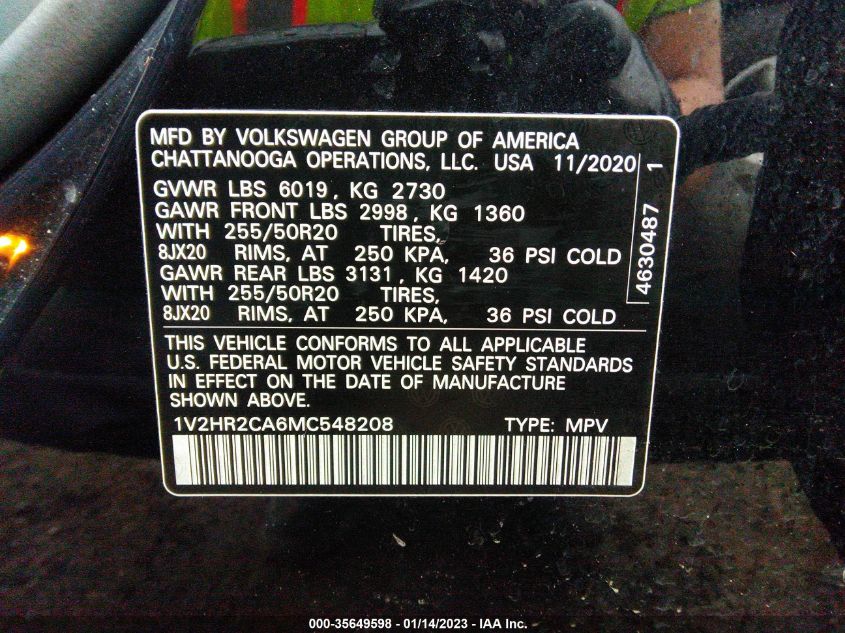 MFD BY VOLKSWAGEN GROUP OF AMERICA
CHATTANOOGA OPERATIONS, LLC. USA 11/2020
GVWR LBS 6019, KG 2730
GAWR FRONT LBS 2998, KG 1360
WITH 255/50R20 TIRES,
8JX20 RIMS, AT 250 KPA, 36 PSI COLD
GAWR REAR LBS 3131, KG 1420
WITH 255/50R20 TIRES,
8JX20 RIMS, AT 250 KPA, 36 PSI COLD
4630487 1
THIS VEHICLE CONFORMS TO ALL APPLICABLE
U.S. FEDERAL MOTOR VEHICLE SAFETY STANDARDS
IN EFFECT ON THE DATE OF MANUFACTURE
SHOWN ABOVE.
1V2HR2CA6MC548208 TYPE: MPV
000-35649598 - 01/14/2023 - IAA Inc.